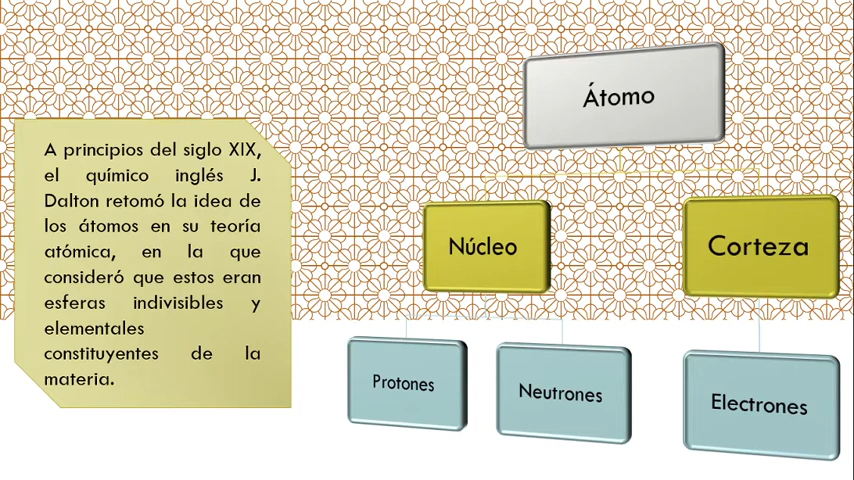 A principios del siglo XIX,
el químico inglés J.
Dalton retomó la idea de
los átomos en su teoría
atómica, en la que
consideró que estos eran
esferas indivisibles y
elementales
constituyentes de la
materia.
Átomo
Núcleo
Corteza
Protones
Neutrones
Electrones